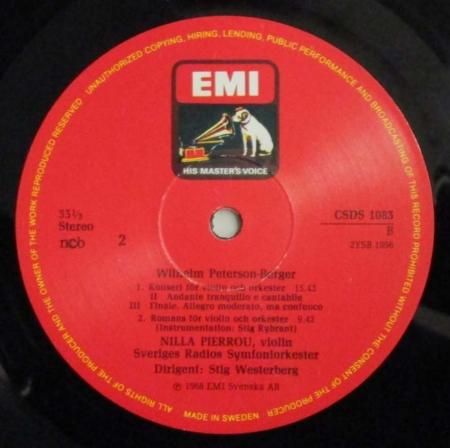 UNAUTHORIZED COPYING, HIRING, LENDING, PUBLIC PERFORMANCE AND BROADCASTING OF THIS RECORD PROHIBITED WITHOUT THE CONSENT OF THE PRODUCER
ALL RIGHTS OF THE PRODUCER AND THE OWNER OF THE WORK REPRODUCED RESERVED
EMI
HIS MASTER'S VOICE
33⅓
Stereo
ncb 2
CSDS 1083
B
2YSB 1056
Wilhelm Peterson-Berger
1. Konsert för violin och orkester 15.43
II Andante tranquillo e cantabile
III Finale. Allegro moderato, ma confuoco
2. Romans för violin och orkester 9.42
(Instrumentation: Stig Rybrant)
NILLA PIERROU, violin
Sveriges Radios Symfoniorkester
Dirigent: Stig Westerberg
℗ 1968 EMI Svenska AB
MADE IN SWEDEN